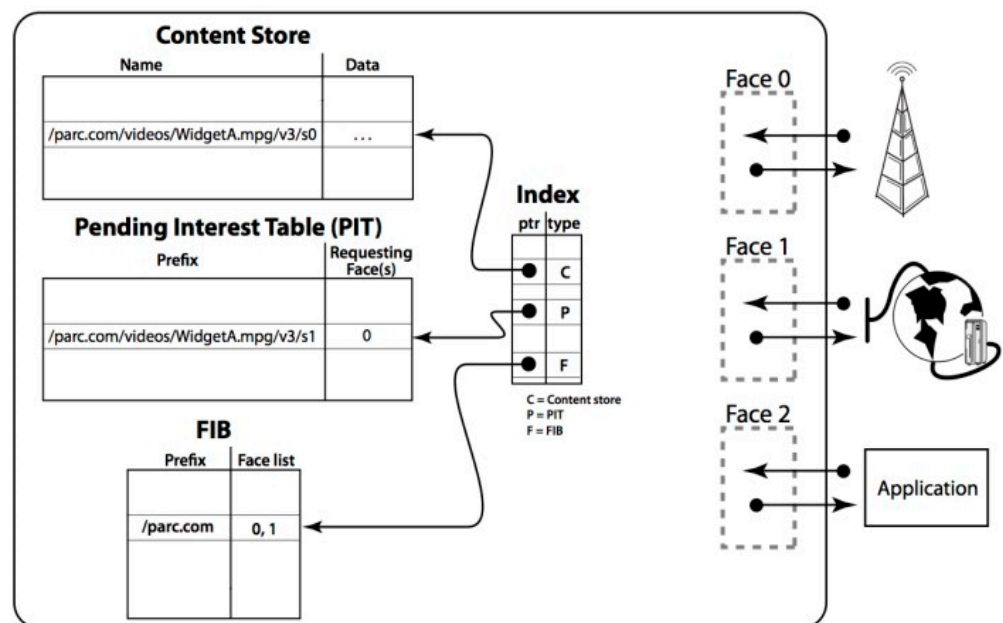 Content Store
Name Data
/parc.com/videos/WidgetA.mpg/v3/s0 ...
Pending Interest Table (PIT)
Prefix Requesting Face(s)
/parc.com/videos/WidgetA.mpg/v3/s1 0
FIB
Prefix Face list
/parc.com 0, 1
Index
ptr type
C
P
F
C = Content store
P = PIT
F = FIB
Face 0
Face 1
Face 2
Application